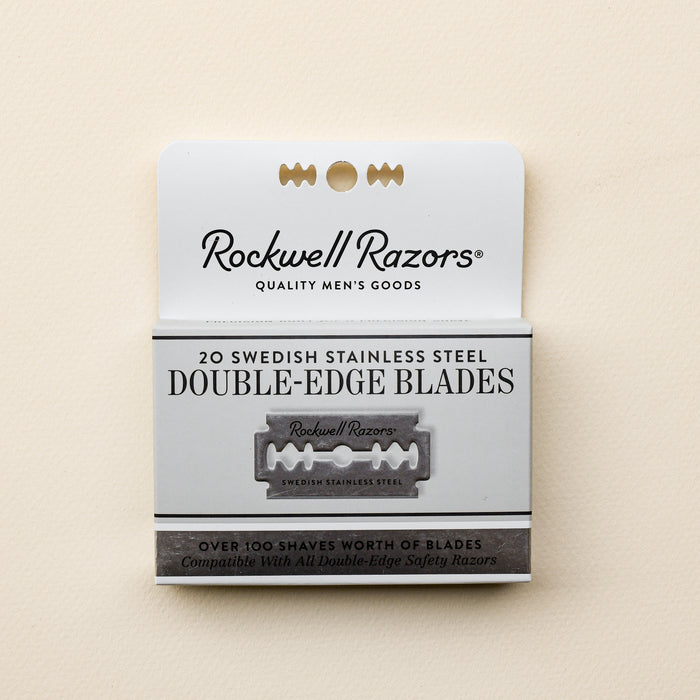 Rockwell Razors®
QUALITY MEN'S GOODS
20 SWEDISH STAINLESS STEEL
DOUBLE-EDGE BLADES
Rockwell Razors®
SWEDISH STAINLESS STEEL
OVER 100 SHAVES WORTH OF BLADES
Compatible With All Double-Edge Safety Razors